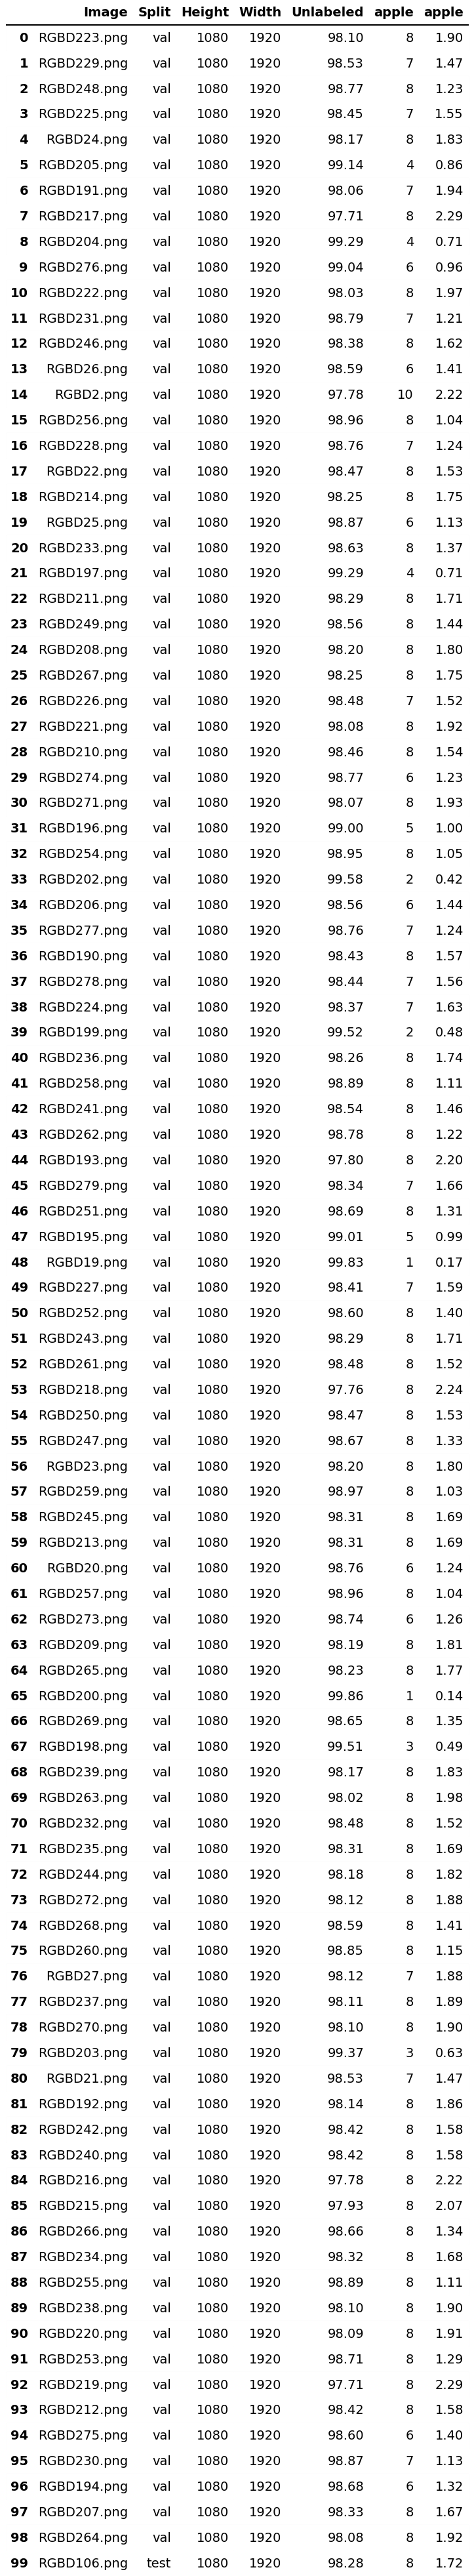 Image Split Height Width Unlabeled apple apple
0 RGBD223.png val 1080 1920 98.10 8 1.90
1 RGBD229.png val 1080 1920 98.53 7 1.47
2 RGBD248.png val 1080 1920 98.77 8 1.23
3 RGBD225.png val 1080 1920 98.45 7 1.55
4 RGBD24.png val 1080 1920 98.17 8 1.83
5 RGBD205.png val 1080 1920 99.14 4 0.86
6 RGBD191.png val 1080 1920 98.06 7 1.94
7 RGBD217.png val 1080 1920 97.71 8 2.29
8 RGBD204.png val 1080 1920 99.29 4 0.71
9 RGBD276.png val 1080 1920 99.04 6 0.96
10 RGBD222.png val 1080 1920 98.03 8 1.97
11 RGBD231.png val 1080 1920 98.79 7 1.21
12 RGBD246.png val 1080 1920 98.38 8 1.62
13 RGBD26.png val 1080 1920 98.59 6 1.41
14 RGBD2.png val 1080 1920 97.78 10 2.22
15 RGBD256.png val 1080 1920 98.96 8 1.04
16 RGBD228.png val 1080 1920 98.76 7 1.24
17 RGBD22.png val 1080 1920 98.47 8 1.53
18 RGBD214.png val 1080 1920 98.25 8 1.75
19 RGBD25.png val 1080 1920 98.87 6 1.13
20 RGBD233.png val 1080 1920 98.63 8 1.37
21 RGBD197.png val 1080 1920 99.29 4 0.71
22 RGBD211.png val 1080 1920 98.29 8 1.71
23 RGBD249.png val 1080 1920 98.56 8 1.44
24 RGBD208.png val 1080 1920 98.20 8 1.80
25 RGBD267.png val 1080 1920 98.25 8 1.75
26 RGBD226.png val 1080 1920 98.48 7 1.52
27 RGBD221.png val 1080 1920 98.08 8 1.92
28 RGBD210.png val 1080 1920 98.46 8 1.54
29 RGBD274.png val 1080 1920 98.77 6 1.23
30 RGBD271.png val 1080 1920 98.07 8 1.93
31 RGBD196.png val 1080 1920 99.00 5 1.00
32 RGBD254.png val 1080 1920 98.95 8 1.05
33 RGBD202.png val 1080 1920 99.58 2 0.42
34 RGBD206.png val 1080 1920 98.56 6 1.44
35 RGBD277.png val 1080 1920 98.76 7 1.24
36 RGBD190.png val 1080 1920 98.43 8 1.57
37 RGBD278.png val 1080 1920 98.44 7 1.56
38 RGBD224.png val 1080 1920 98.37 7 1.63
39 RGBD199.png val 1080 1920 99.52 2 0.48
40 RGBD236.png val 1080 1920 98.26 8 1.74
41 RGBD258.png val 1080 1920 98.89 8 1.11
42 RGBD241.png val 1080 1920 98.54 8 1.46
43 RGBD262.png val 1080 1920 98.78 8 1.22
44 RGBD193.png val 1080 1920 97.80 8 2.20
45 RGBD279.png val 1080 1920 98.34 7 1.66
46 RGBD251.png val 1080 1920 98.69 8 1.31
47 RGBD195.png val 1080 1920 99.01 5 0.99
48 RGBD19.png val 1080 1920 99.83 1 0.17
49 RGBD227.png val 1080 1920 98.41 7 1.59
50 RGBD252.png val 1080 1920 98.60 8 1.40
51 RGBD243.png val 1080 1920 98.29 8 1.71
52 RGBD261.png val 1080 1920 98.48 8 1.52
53 RGBD218.png val 1080 1920 97.76 8 2.24
54 RGBD250.png val 1080 1920 98.47 8 1.53
55 RGBD247.png val 1080 1920 98.67 8 1.33
56 RGBD23.png val 1080 1920 98.20 8 1.80
57 RGBD259.png val 1080 1920 98.97 8 1.03
58 RGBD245.png val 1080 1920 98.31 8 1.69
59 RGBD213.png val 1080 1920 98.31 8 1.69
60 RGBD20.png val 1080 1920 98.76 6 1.24
61 RGBD257.png val 1080 1920 98.96 8 1.04
62 RGBD273.png val 1080 1920 98.74 6 1.26
63 RGBD209.png val 1080 1920 98.19 8 1.81
64 RGBD265.png val 1080 1920 98.23 8 1.77
65 RGBD200.png val 1080 1920 99.86 1 0.14
66 RGBD269.png val 1080 1920 98.65 8 1.35
67 RGBD198.png val 1080 1920 99.51 3 0.49
68 RGBD239.png val 1080 1920 98.17 8 1.83
69 RGBD263.png val 1080 1920 98.02 8 1.98
70 RGBD232.png val 1080 1920 98.48 8 1.52
71 RGBD235.png val 1080 1920 98.31 8 1.69
72 RGBD244.png val 1080 1920 98.18 8 1.82
73 RGBD272.png val 1080 1920 98.12 8 1.88
74 RGBD268.png val 1080 1920 98.59 8 1.41
75 RGBD260.png val 1080 1920 98.85 8 1.15
76 RGBD27.png val 1080 1920 98.12 7 1.88
77 RGBD237.png val 1080 1920 98.11 8 1.89
78 RGBD270.png val 1080 1920 98.10 8 1.90
79 RGBD203.png val 1080 1920 99.37 3 0.63
80 RGBD21.png val 1080 1920 98.53 7 1.47
81 RGBD192.png val 1080 1920 98.14 8 1.86
82 RGBD242.png val 1080 1920 98.42 8 1.58
83 RGBD240.png val 1080 1920 98.42 8 1.58
84 RGBD216.png val 1080 1920 97.78 8 2.22
85 RGBD215.png val 1080 1920 97.93 8 2.07
86 RGBD266.png val 1080 1920 98.66 8 1.34
87 RGBD234.png val 1080 1920 98.32 8 1.68
88 RGBD255.png val 1080 1920 98.89 8 1.11
89 RGBD238.png val 1080 1920 98.10 8 1.90
90 RGBD220.png val 1080 1920 98.09 8 1.91
91 RGBD253.png val 1080 1920 98.71 8 1.29
92 RGBD219.png val 1080 1920 97.71 8 2.29
93 RGBD212.png val 1080 1920 98.42 8 1.58
94 RGBD275.png val 1080 1920 98.60 6 1.40
95 RGBD230.png val 1080 1920 98.87 7 1.13
96 RGBD194.png val 1080 1920 98.68 6 1.32
97 RGBD207.png val 1080 1920 98.33 8 1.67
98 RGBD264.png val 1080 1920 98.08 8 1.92
99 RGBD106.png test 1080 1920 98.28 8 1.72